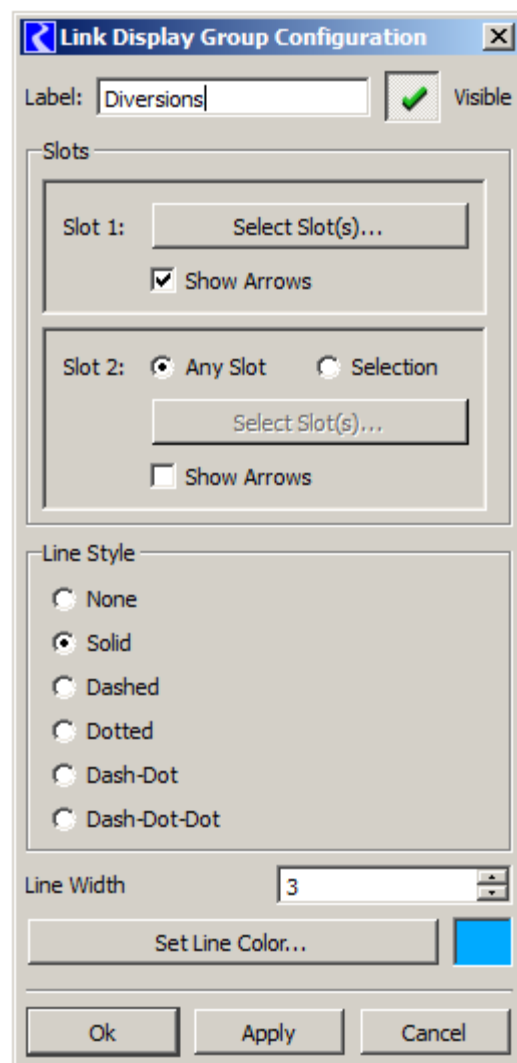 Link Display Group Configuration
Label: Diversions Visible
Slots
Slot 1: Select Slot(s)...
Show Arrows
Slot 2: Any Slot Selection
Select Slot(s)...
Show Arrows
Line Style
None
Solid
Dashed
Dotted
Dash-Dot
Dash-Dot-Dot
Line Width 3
Set Line Color...
Ok Apply Cancel